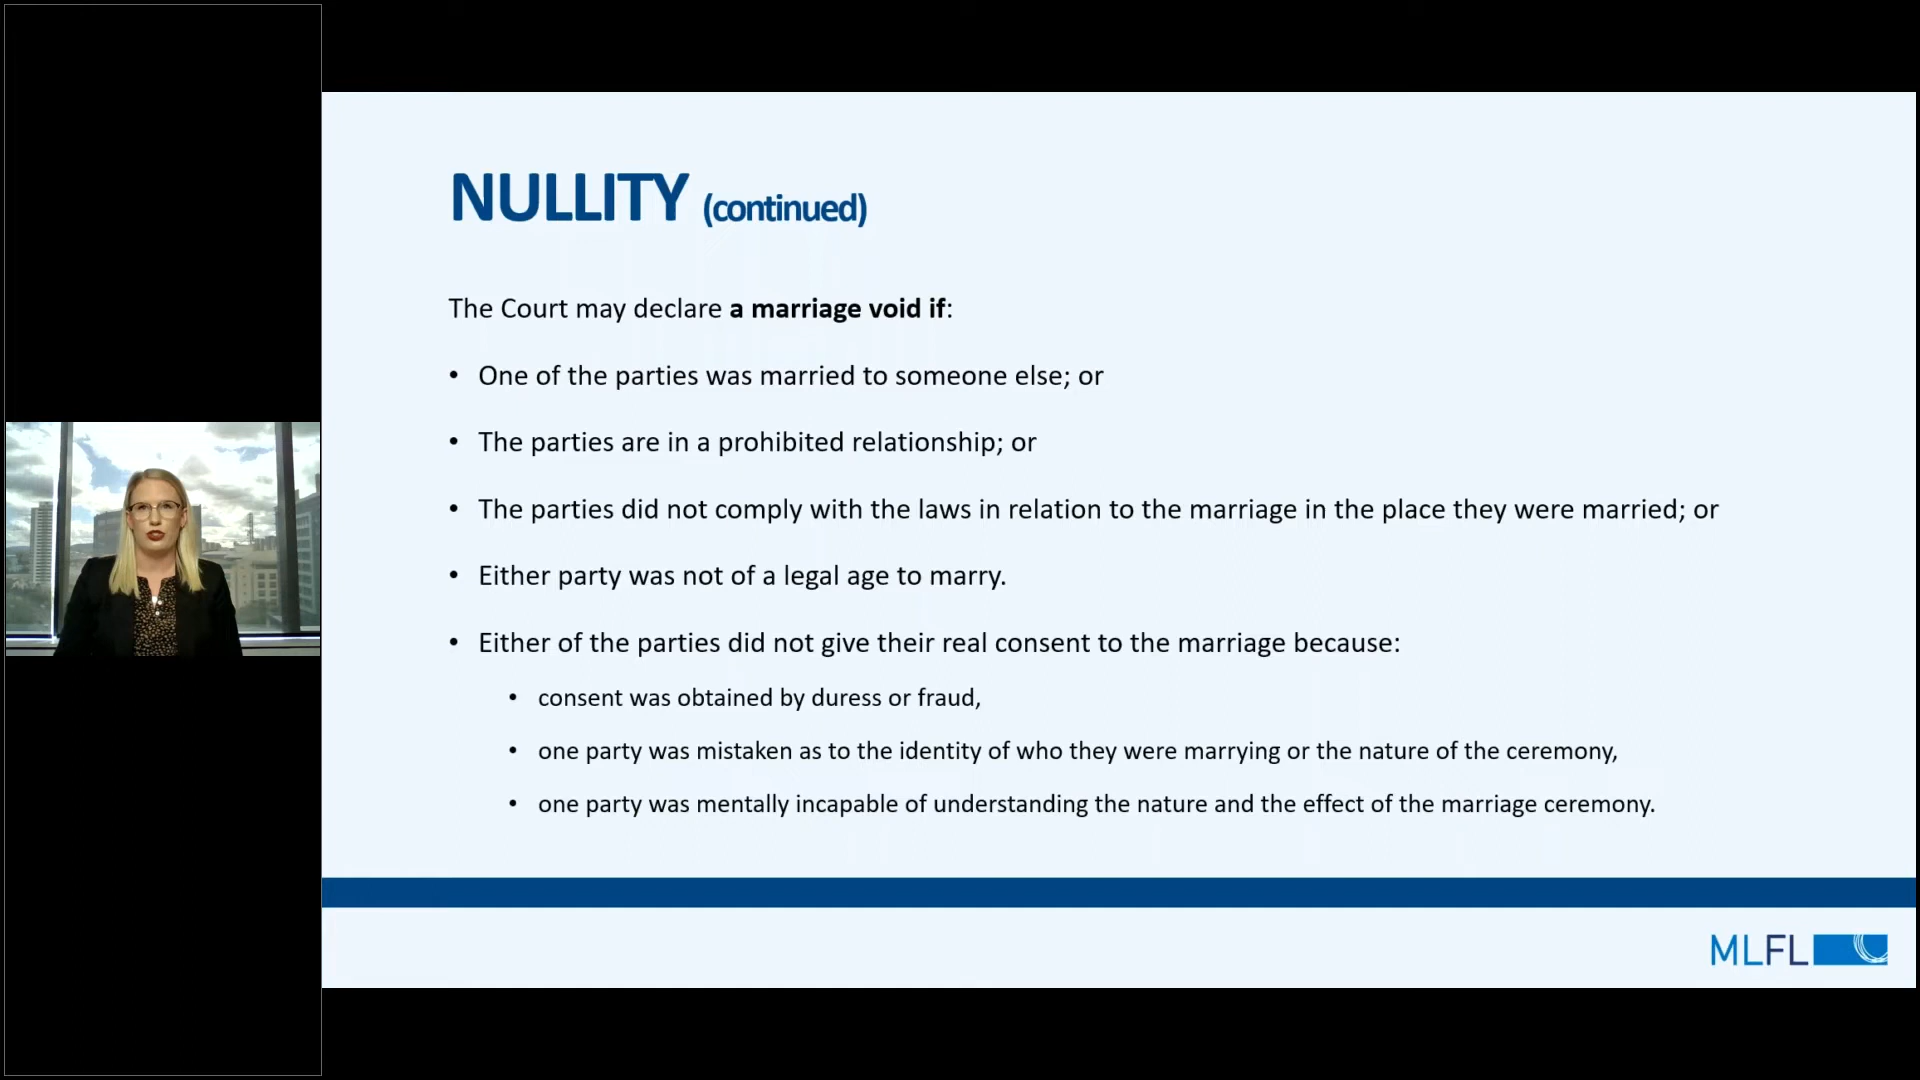 NULLITY (continued)
The Court may declare a marriage void if:
• One of the parties was married to someone else; or
• The parties are in a prohibited relationship; or
• The parties did not comply with the laws in relation to the marriage in the place they were married; or
• Either party was not of a legal age to marry.
• Either of the parties did not give their real consent to the marriage because:
• consent was obtained by duress or fraud,
• one party was mistaken as to the identity of who they were marrying or the nature of the ceremony,
• one party was mentally incapable of understanding the nature and the effect of the marriage ceremony.
MLFL